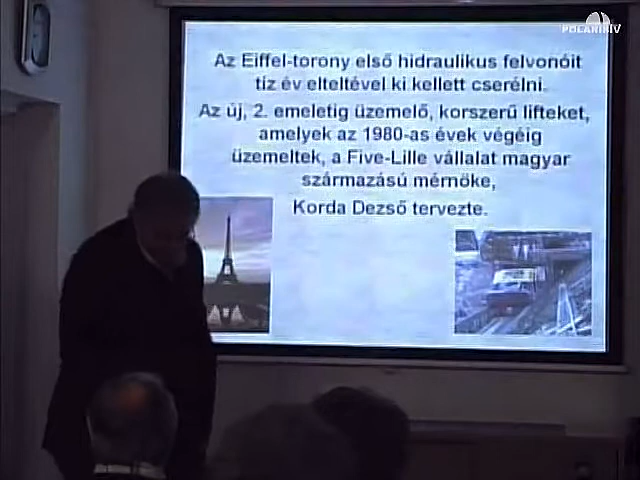 POLARIHÍV
Az Eiffel-torony első hidraulikus felvonóit
tíz év elteltével ki kellett cserélni.
Az új, 2. emeletig üzemelő, korszerű lifteket,
amelyek az 1980-as évek végéig
üzemeltek, a Five-Lille vállalat magyar
származású mérnöke,
Korda Dezső tervezte.